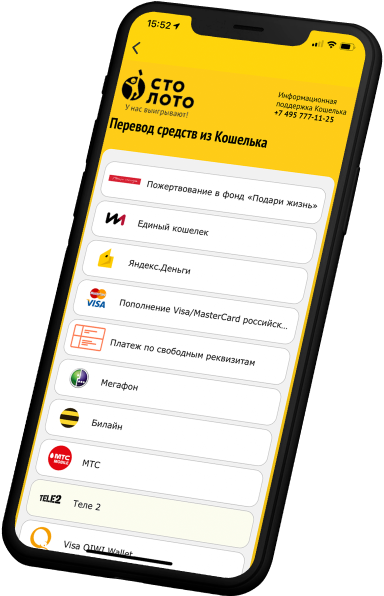 15:52
СТО
ЛОТО
У нас выигрывают!
Информационная
поддержка Кошелька
+7 495 777-11-25
Перевод средств из Кошелька
Пожертвование в фонд «Подари жизнь»
Единый кошелек
Яндекс.Деньги
VISA
Пополнение Visa/MasterCard российск...
Платеж по свободным реквизитам
Мегафон
Билайн
МТС
MOBILE
МТС
TELE2
Теле 2
Visa QIWI Wallet